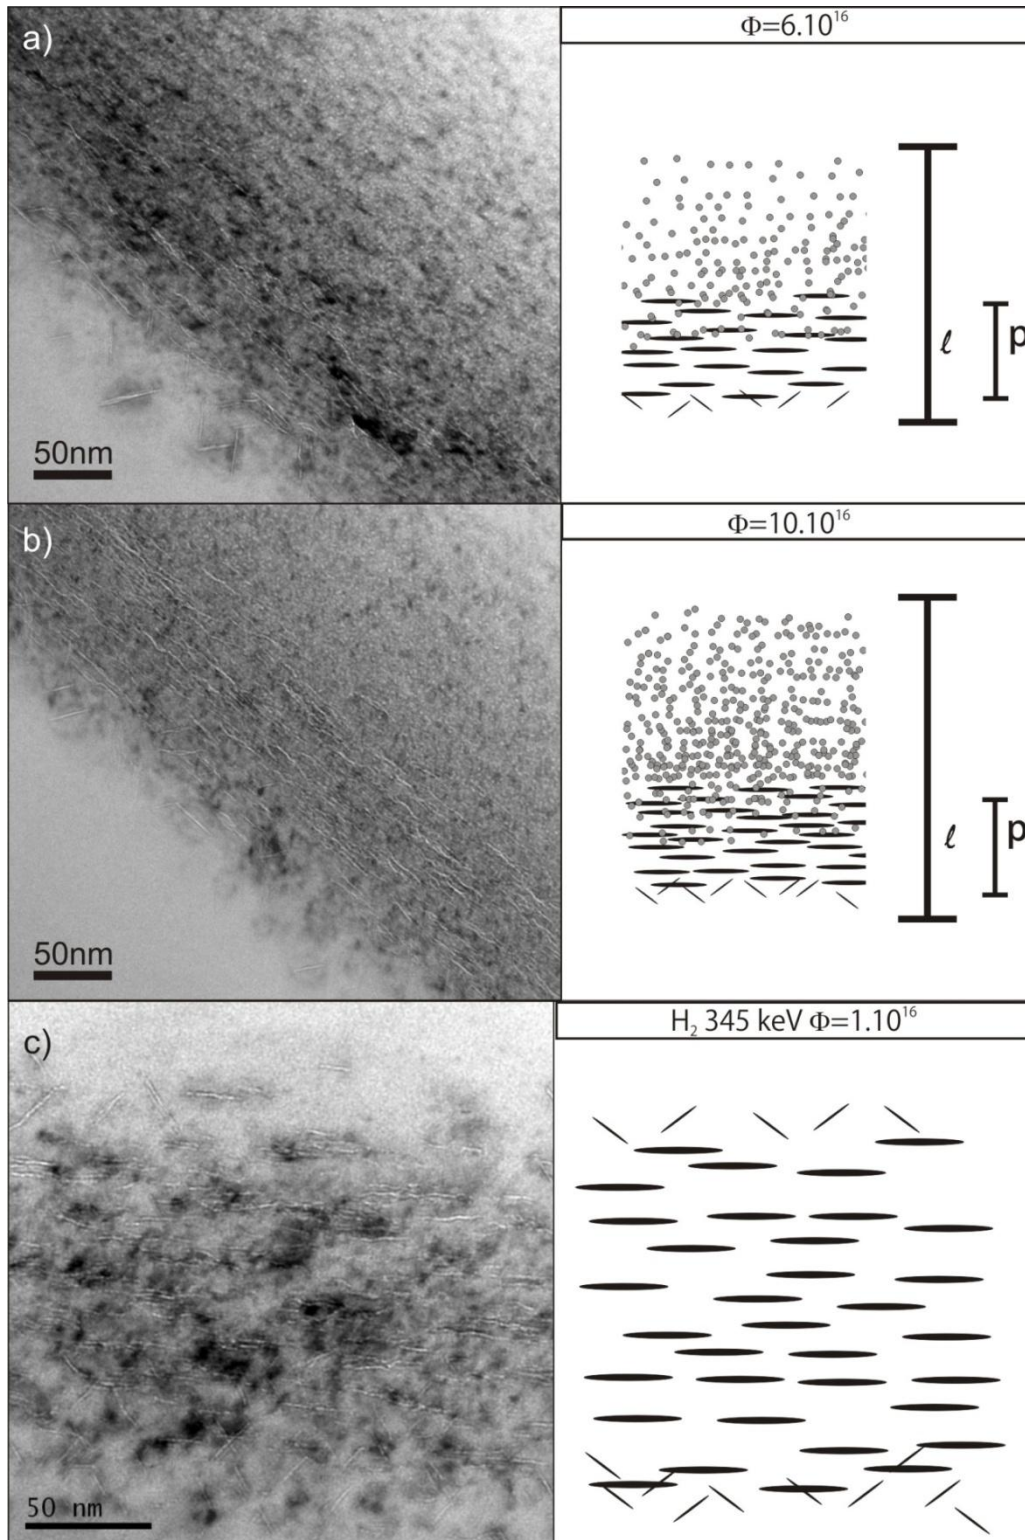 a)
Φ=6.10¹⁶
ℓ
p
50nm
b)
Φ=10.10¹⁶
ℓ
p
50nm
c)
H₂ 345 keV Φ=1.10¹⁶
50 nm